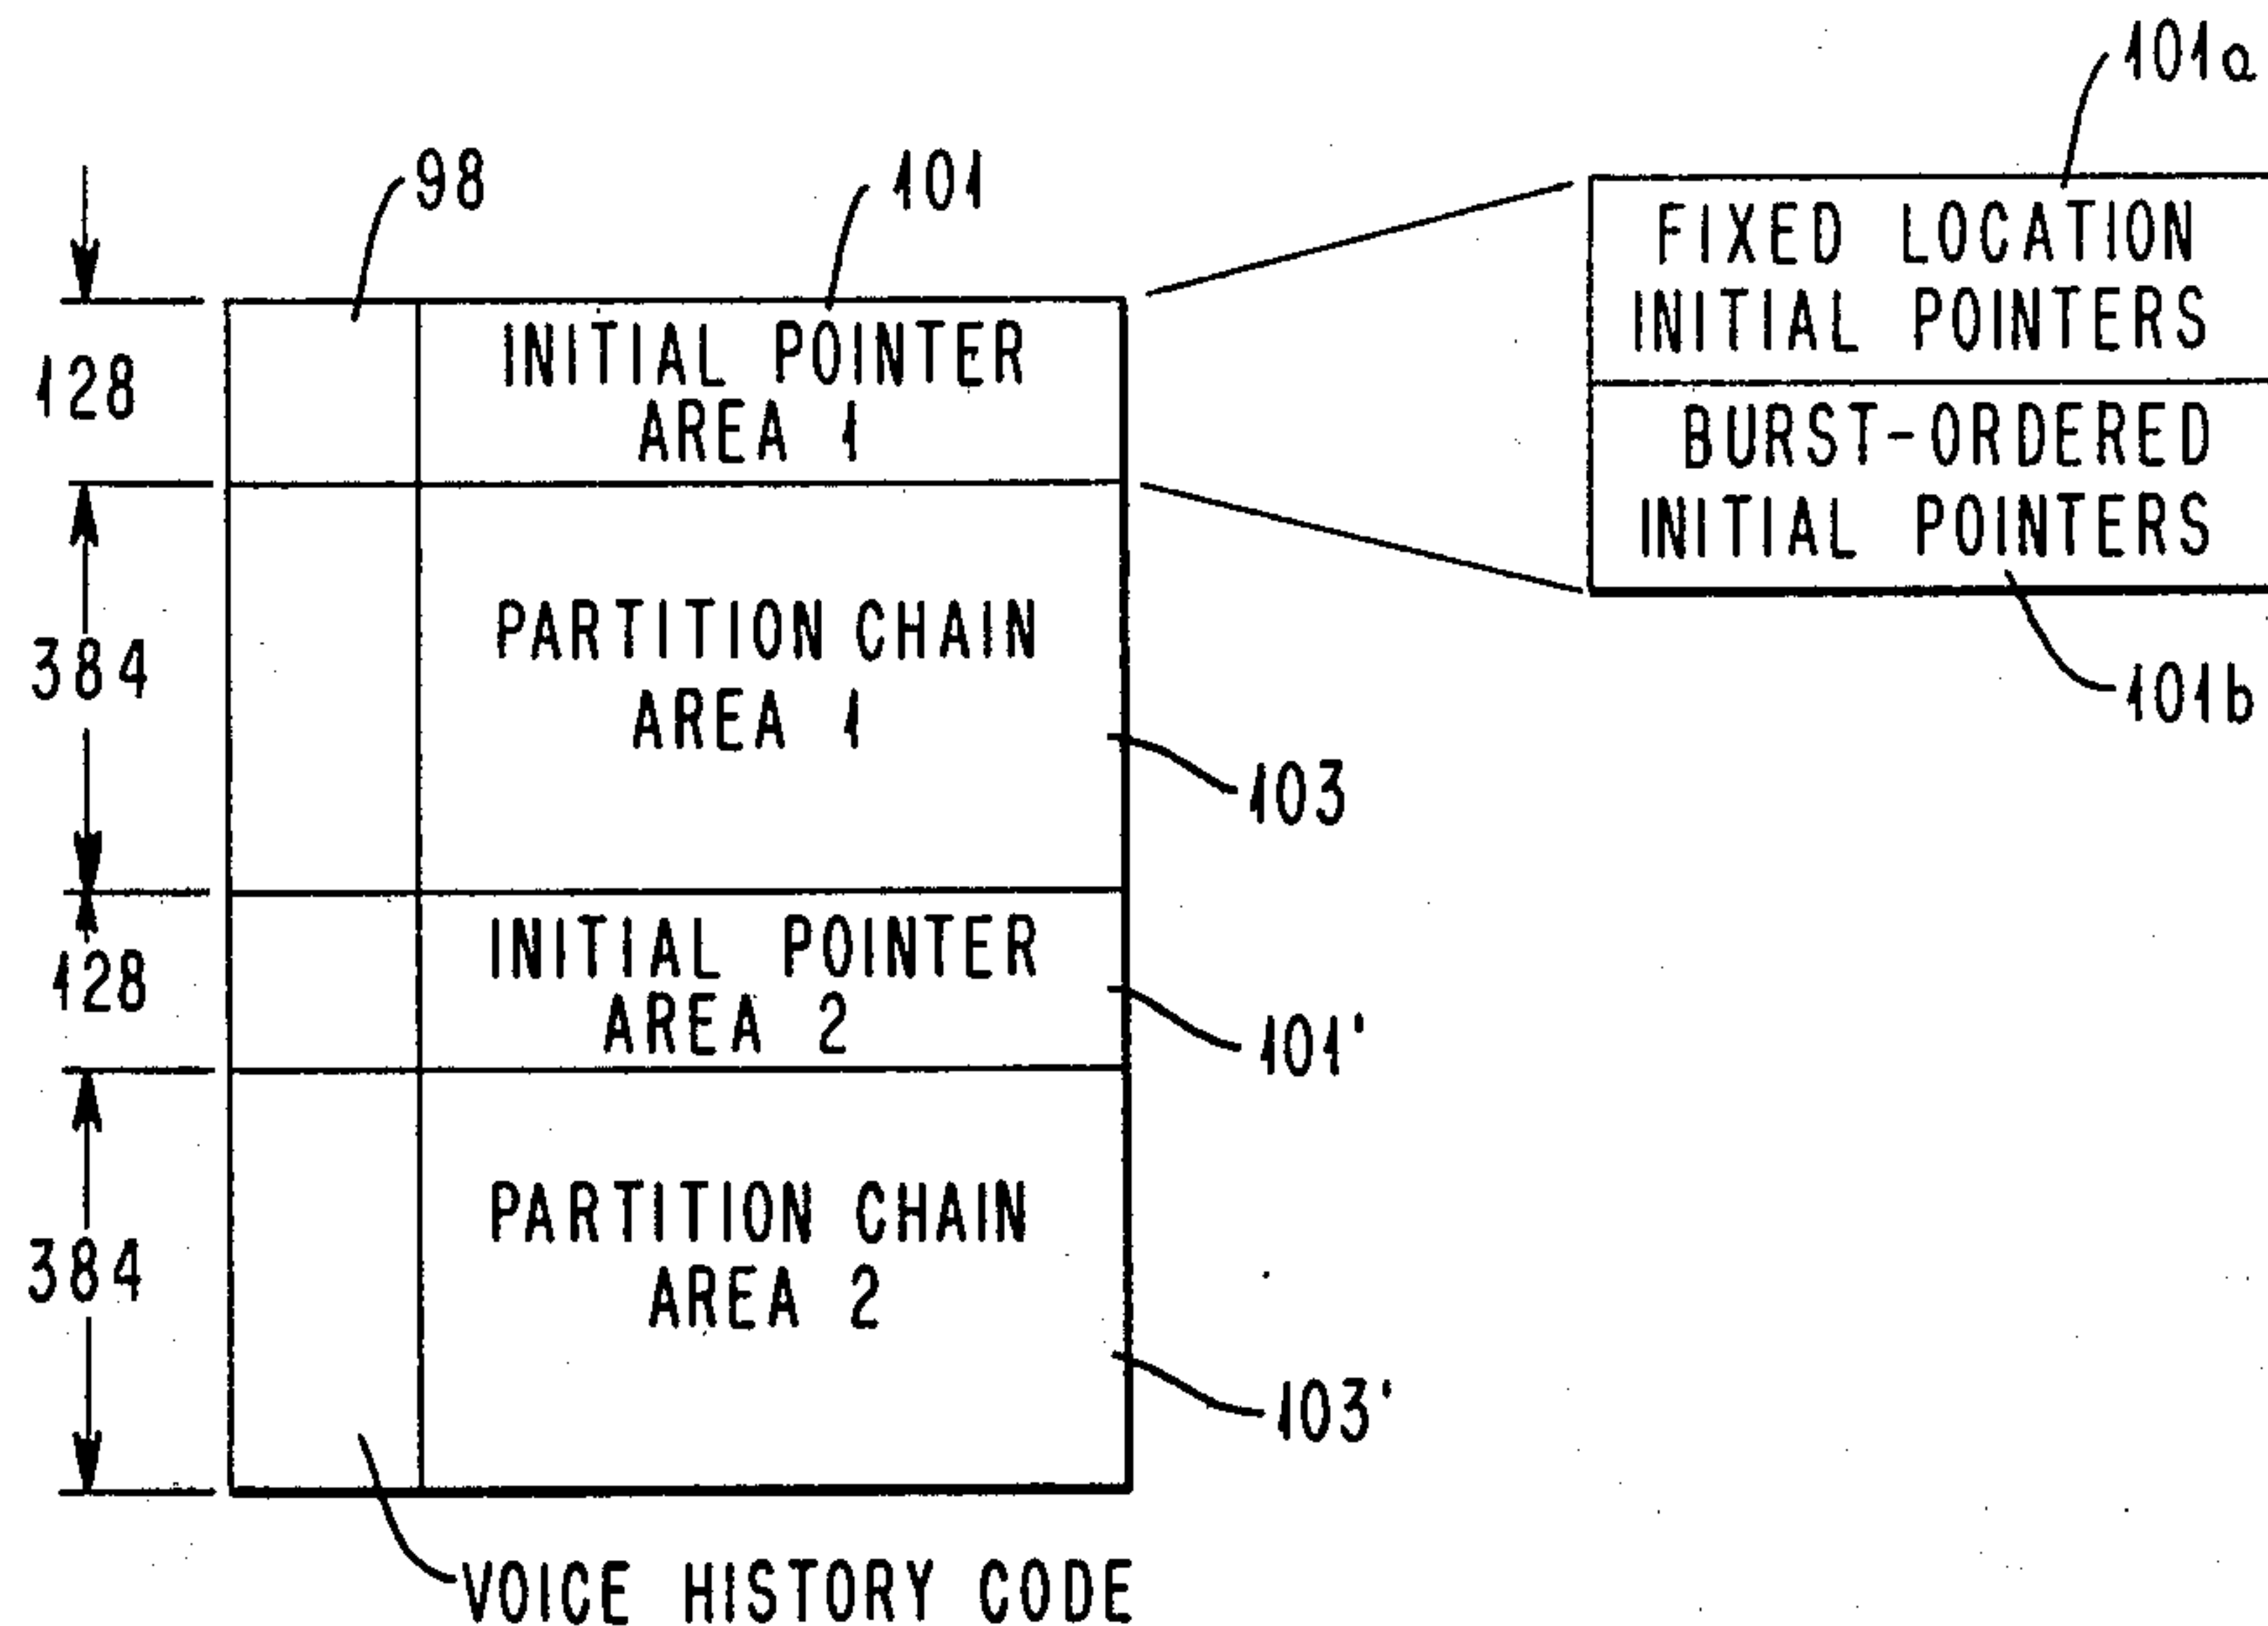 101a
98
101
FIXED LOCATION
INITIAL POINTERS
128
INITIAL POINTER
AREA 1
BURST-ORDERED
INITIAL POINTERS
384
PARTITION CHAIN
AREA 1
101b
103
128
INITIAL POINTER
AREA 2
101'
384
PARTITION CHAIN
AREA 2
103'
VOICE HISTORY CODE